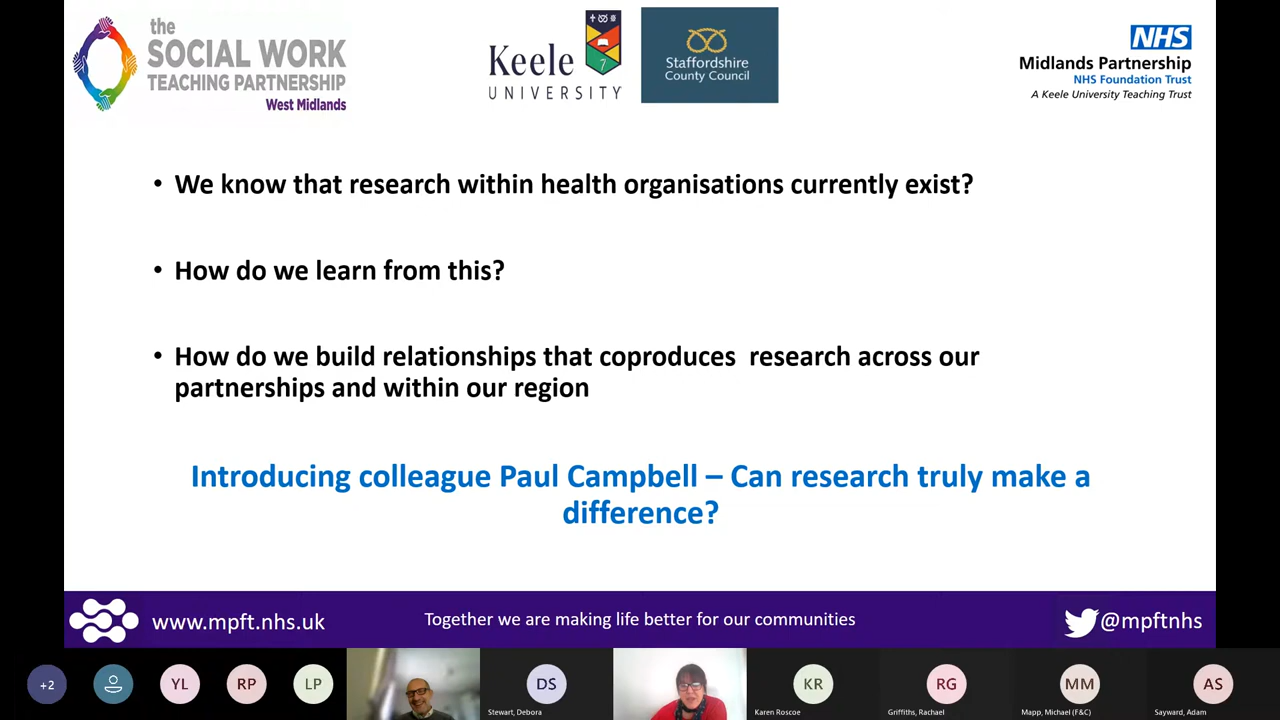 the
SOCIAL WORK
TEACHING PARTNERSHIP
West Midlands
Keele
UNIVERSITY
Staffordshire
County Council
NHS
Midlands Partnership
NHS Foundation Trust
A Keele University Teaching Trust
• We know that research within health organisations currently exist?
• How do we learn from this?
• How do we build relationships that coproduces  research across our
partnerships and within our region
Introducing colleague Paul Campbell – Can research truly make a
difference?
www.mpft.nhs.uk
Together we are making life better for our communities
@mpftnhs
+2
YL
RP
LP
DS
Stewart, Debora
KR
Karen Roscoe
RG
Griffiths, Rachael
MM
Mapp, Michael (F&C)
AS
Sayward, Adam